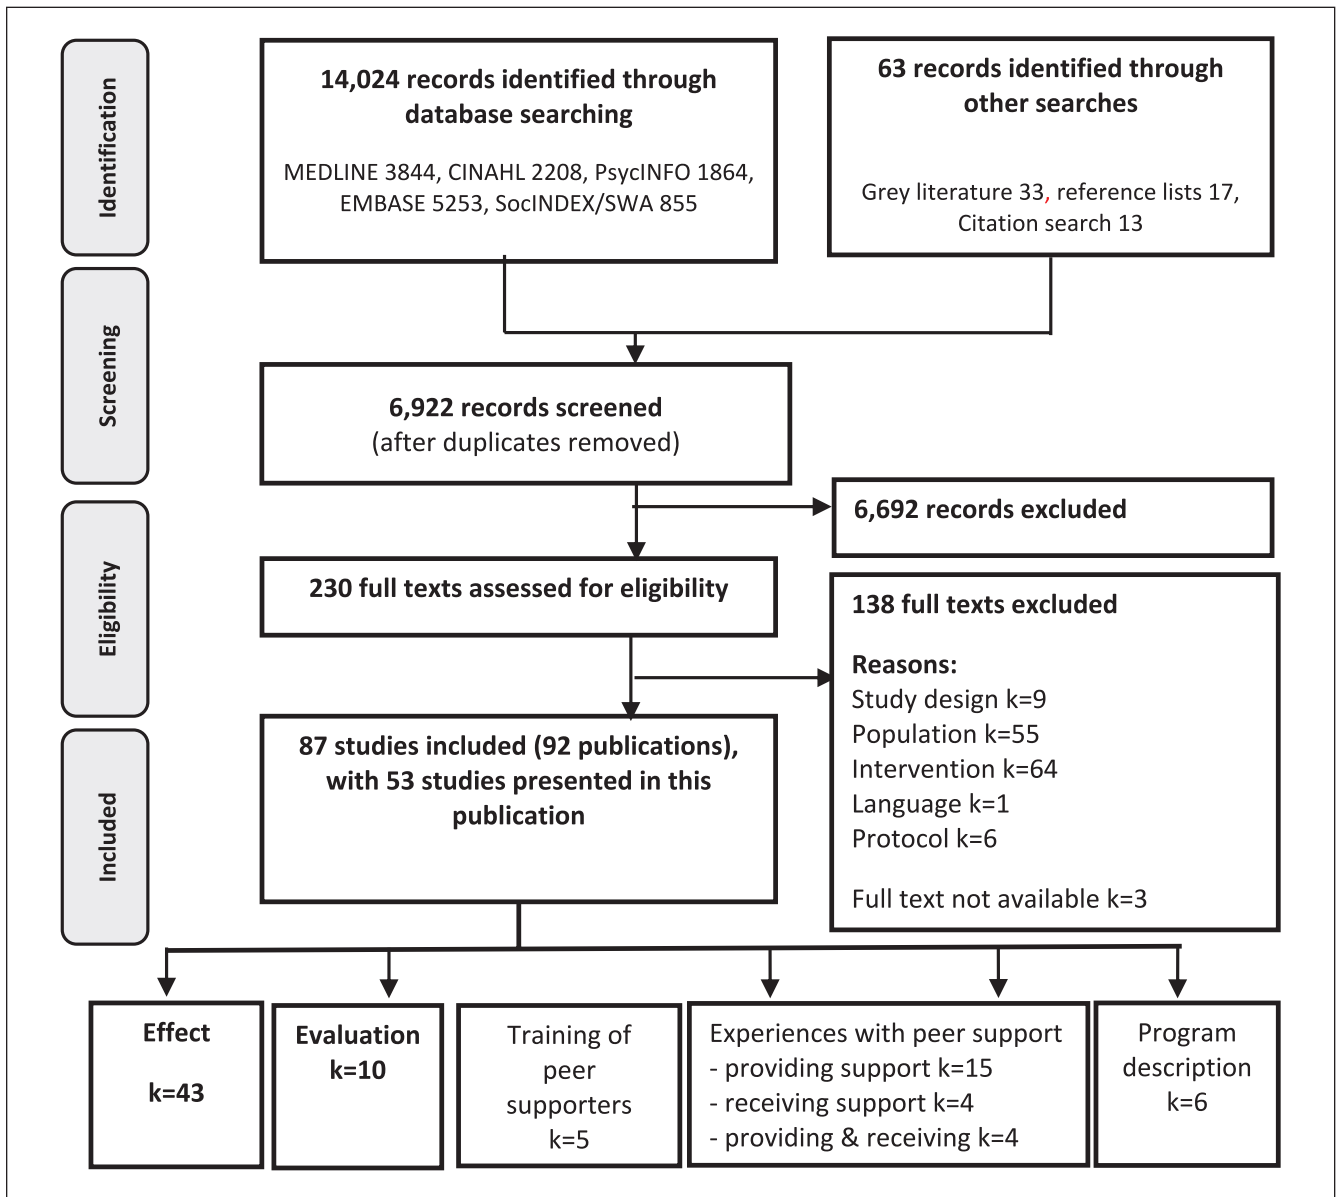 Identification
14,024 records identified through
database searching
MEDLINE 3844, CINAHL 2208, PsycINFO 1864,
EMBASE 5253, SocINDEX/SWA 855
63 records identified through
other searches
Grey literature 33, reference lists 17,
Citation search 13
Screening
6,922 records screened
(after duplicates removed)
6,692 records excluded
Eligibility
230 full texts assessed for eligibility
138 full texts excluded
Reasons:
Study design k=9
Population k=55
Intervention k=64
Language k=1
Protocol k=6
Full text not available k=3
Included
87 studies included (92 publications),
with 53 studies presented in this
publication
Effect
k=43
Evaluation
k=10
Training of
peer
supporters
k=5
Experiences with peer support
- providing support k=15
- receiving support k=4
- providing & receiving k=4
Program
description
k=6